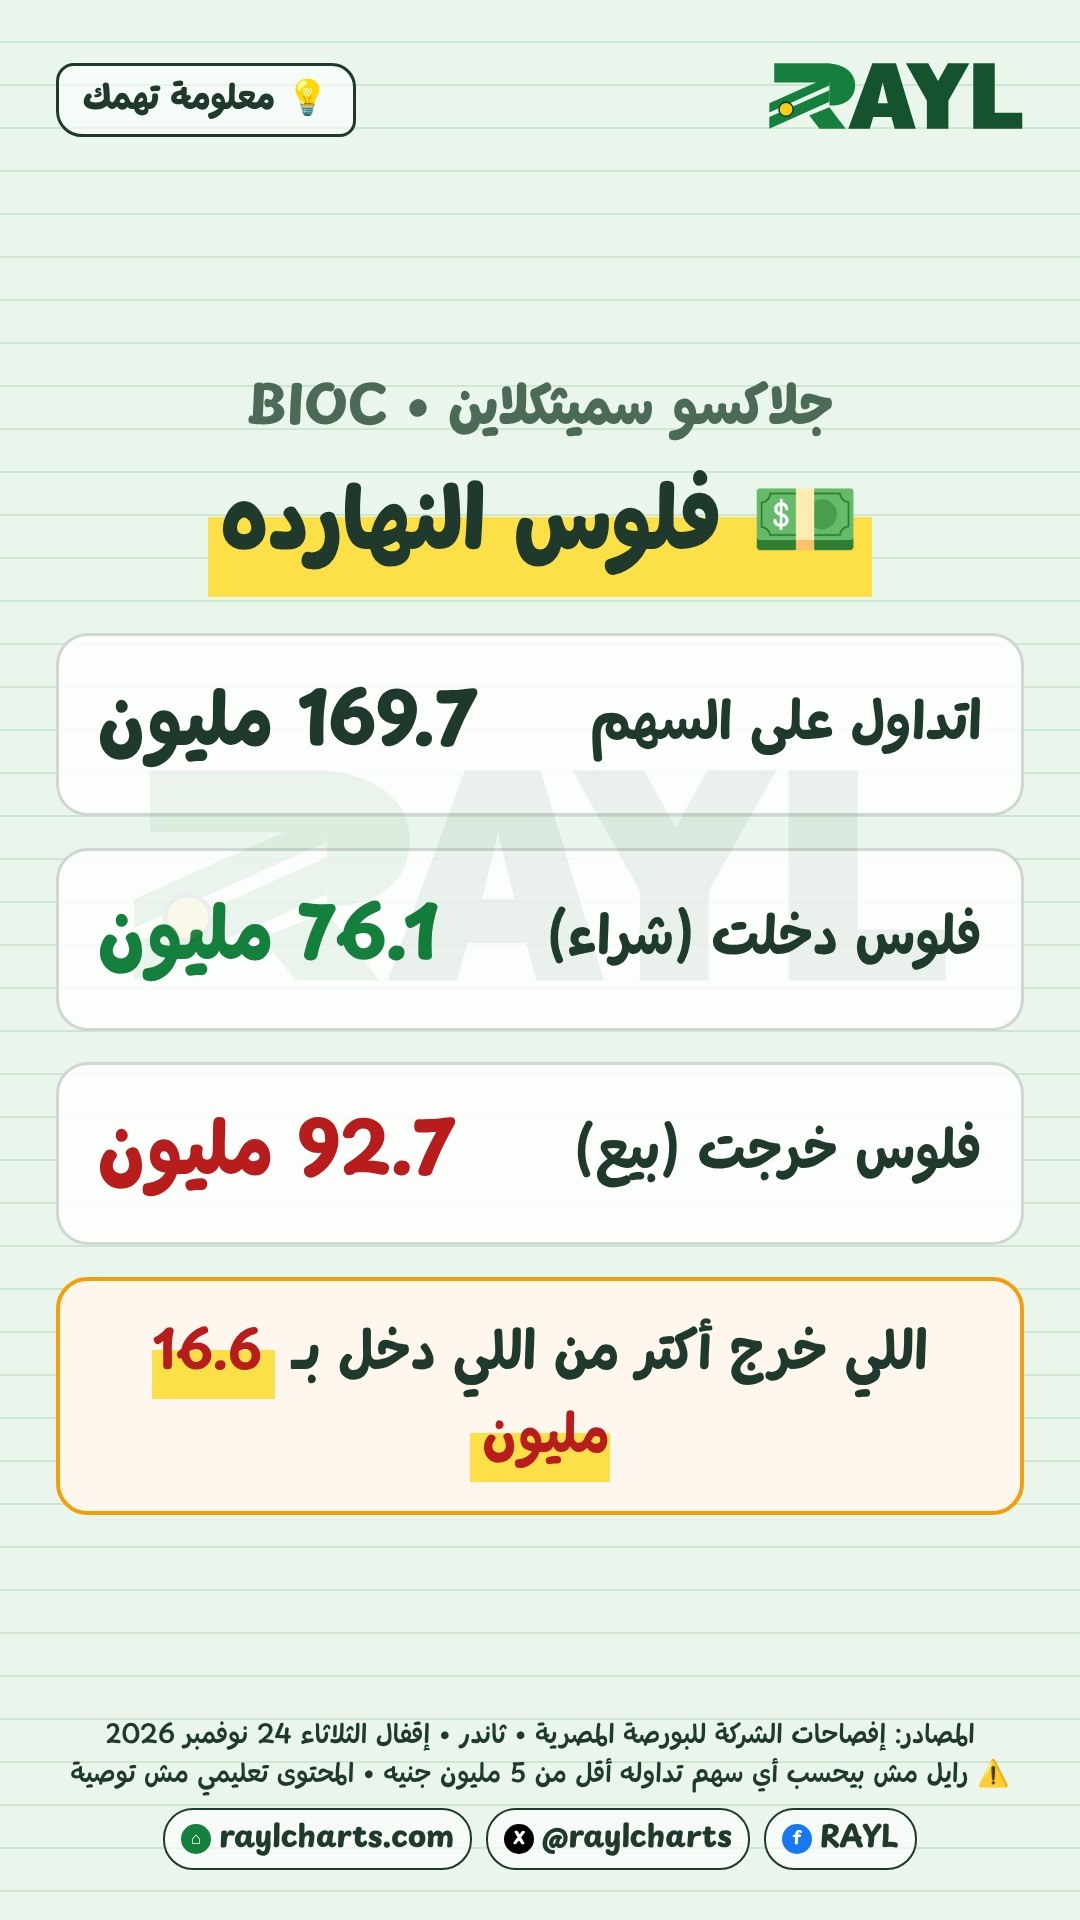 RAYL
💡 معلومة تهمك
جلاكسو سميثكلاين • BIOC
💵 فلوس النهارده
اتداول على السهم 169.7 مليون
فلوس دخلت (شراء) 76.1 مليون
فلوس خرجت (بيع) 92.7 مليون
اللي خرج أكتر من اللي دخل بـ 16.6
مليون
المصادر: إفصاحات الشركة للبورصة المصرية • ثاندر • إقفال الثلاثاء 24 نوفمبر 2026
⚠️ رايل مش بيحسب أي سهم تداوله أقل من 5 مليون جنيه • المحتوى تعليمي مش توصية
RAYL @raylcharts raylcharts.com